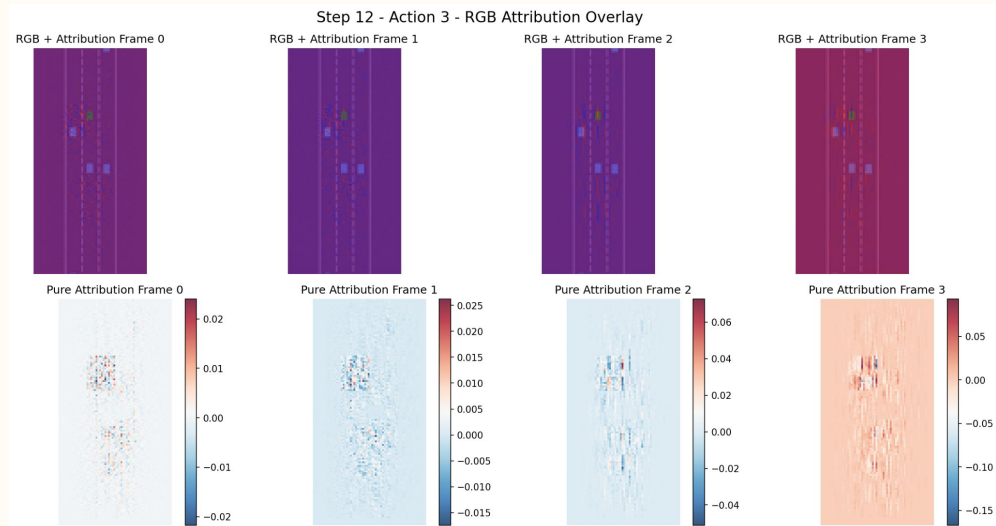 Step 12 - Action 3 - RGB Attribution Overlay
RGB + Attribution Frame 0
RGB + Attribution Frame 1
RGB + Attribution Frame 2
RGB + Attribution Frame 3
Pure Attribution Frame 0
0.02
0.01
0.00
−0.01
−0.02
Pure Attribution Frame 1
0.025
0.020
0.015
0.010
0.005
0.000
−0.005
−0.010
−0.015
Pure Attribution Frame 2
0.06
0.04
0.02
0.00
−0.02
−0.04
Pure Attribution Frame 3
0.05
0.00
−0.05
−0.10
−0.15